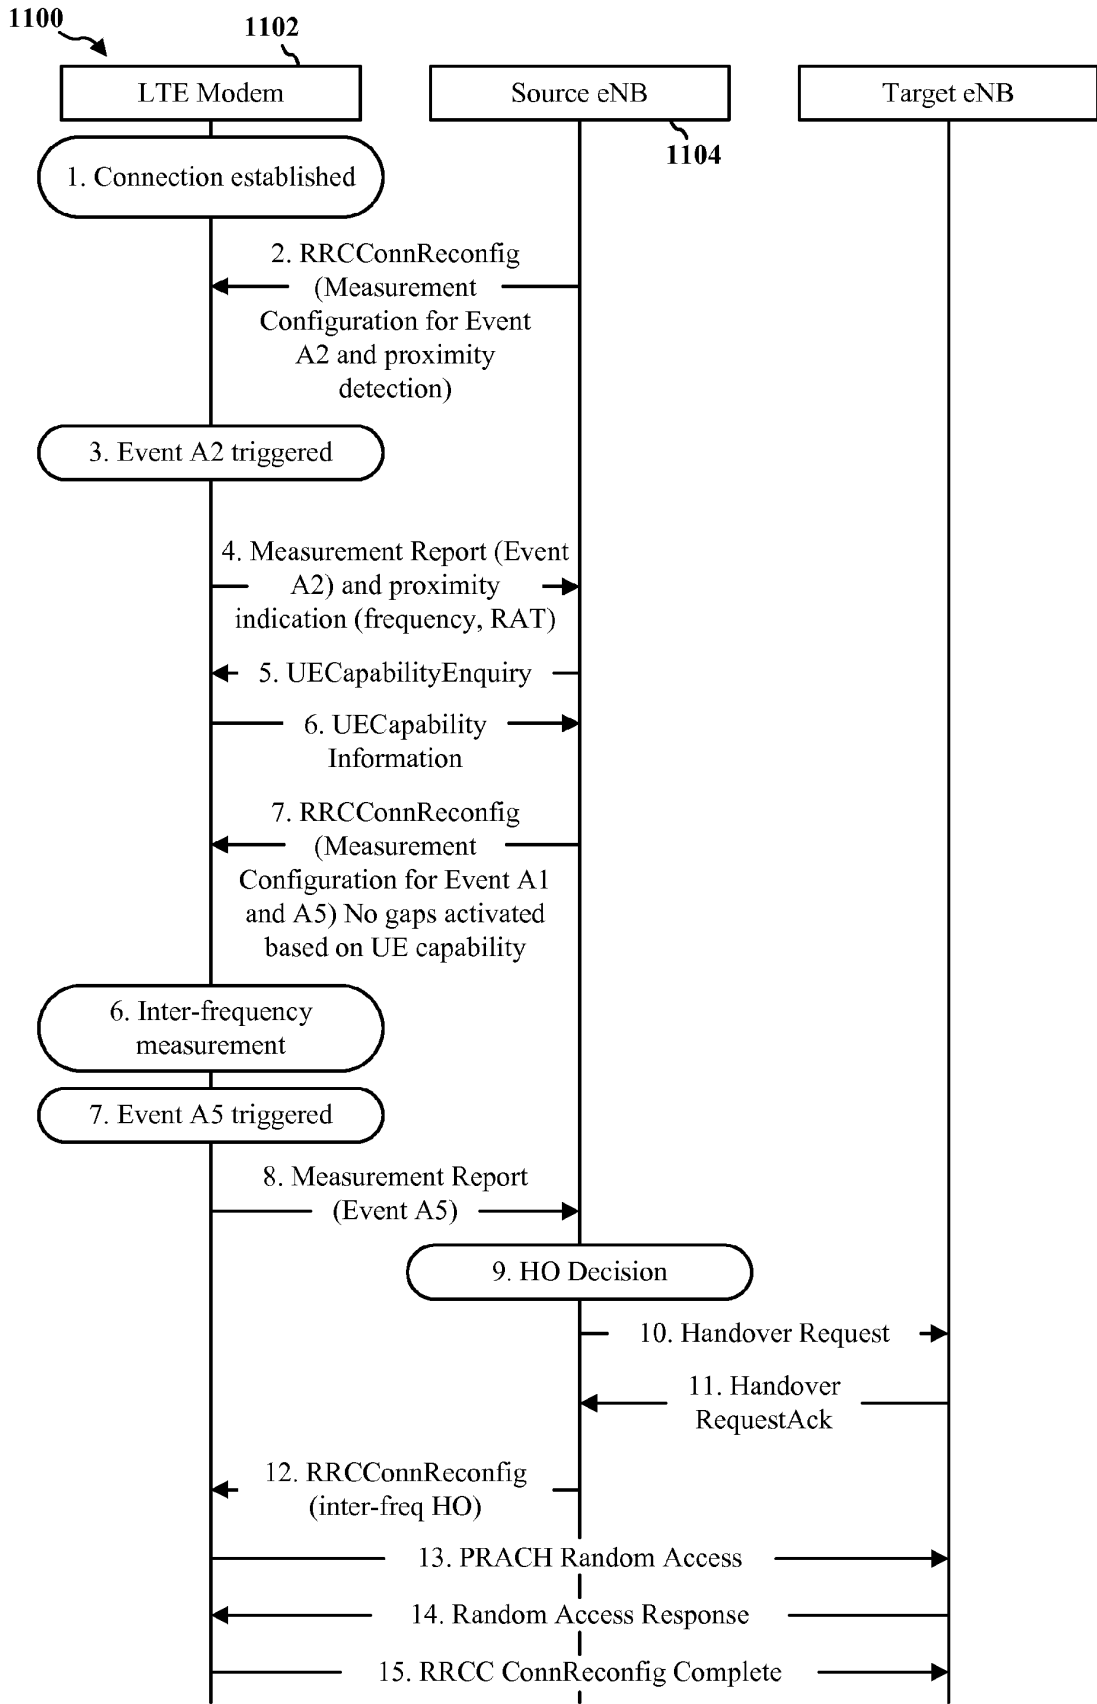 1100
1102
LTE Modem
Source eNB
Target eNB
1104
1. Connection established
2. RRCConnReconfig
(Measurement
Configuration for Event
A2 and proximity
detection)
3. Event A2 triggered
4. Measurement Report (Event
A2) and proximity
indication (frequency, RAT)
5. UECapabilityEnquiry
6. UECapability
Information
7. RRCConnReconfig
(Measurement
Configuration for Event A1
and A5) No gaps activated
based on UE capability
6. Inter-frequency
measurement
7. Event A5 triggered
8. Measurement Report
(Event A5)
9. HO Decision
10. Handover Request
11. Handover
RequestAck
12. RRCConnReconfig
(inter-freq HO)
13. PRACH Random Access
14. Random Access Response
15. RRCC ConnReconfig Complete